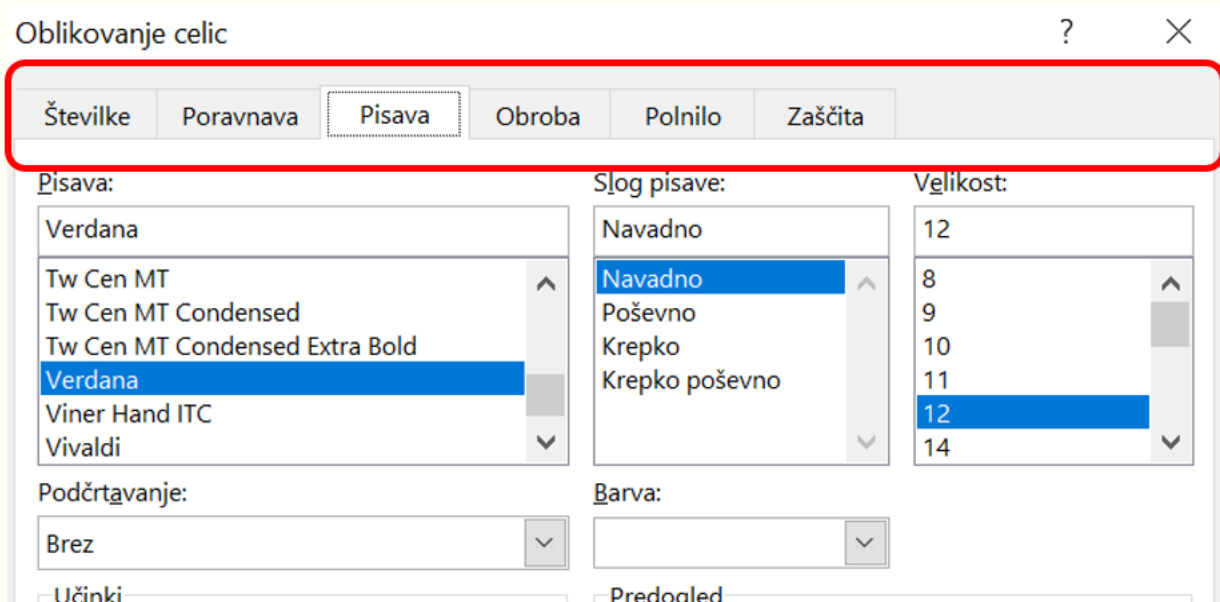 Oblikovanje celic ?
Številke Poravnava Pisava Obroba Polnilo Zaščita
Pisava: Slog pisave: Velikost:
Verdana Navadno 12
Tw Cen MT Navadno 8
Tw Cen MT Condensed Poševno 9
Tw Cen MT Condensed Extra Bold Krepko 10
Verdana Krepko poševno 11
Viner Hand ITC 12
Vivaldi 14
Podčrtavanje: Barva:
Brez
Učinki Predogled